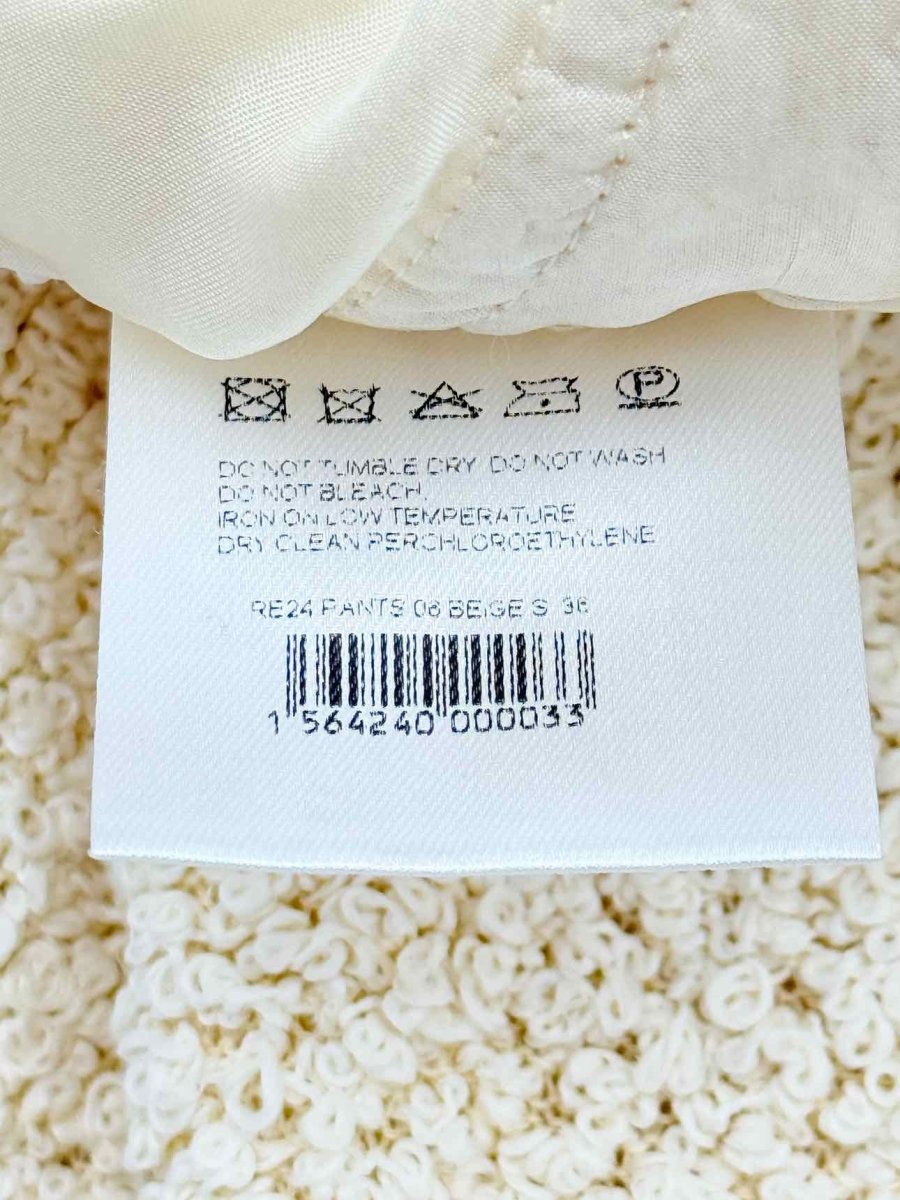 P
DO NOT TUMBLE DRY. DO NOT WASH
DO NOT BLEACH.
IRON ON LOW TEMPERATURE
DRY CLEAN PERCHLOROETHYLENE
RE24 PANTS 06 BEIGE S 36
1 564240 000033